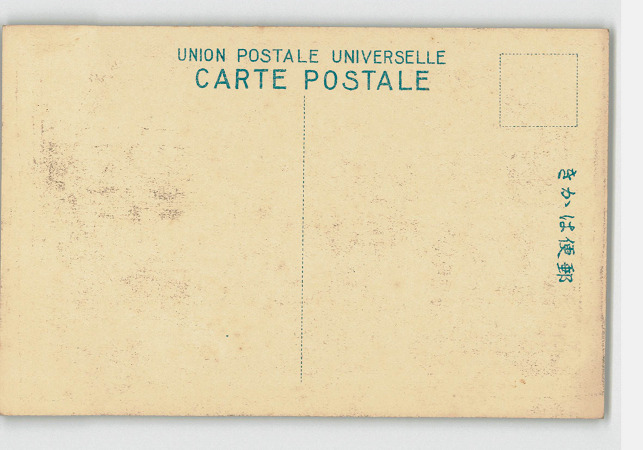 UNION POSTALE UNIVERSELLE
CARTE POSTALE
郵便はかき